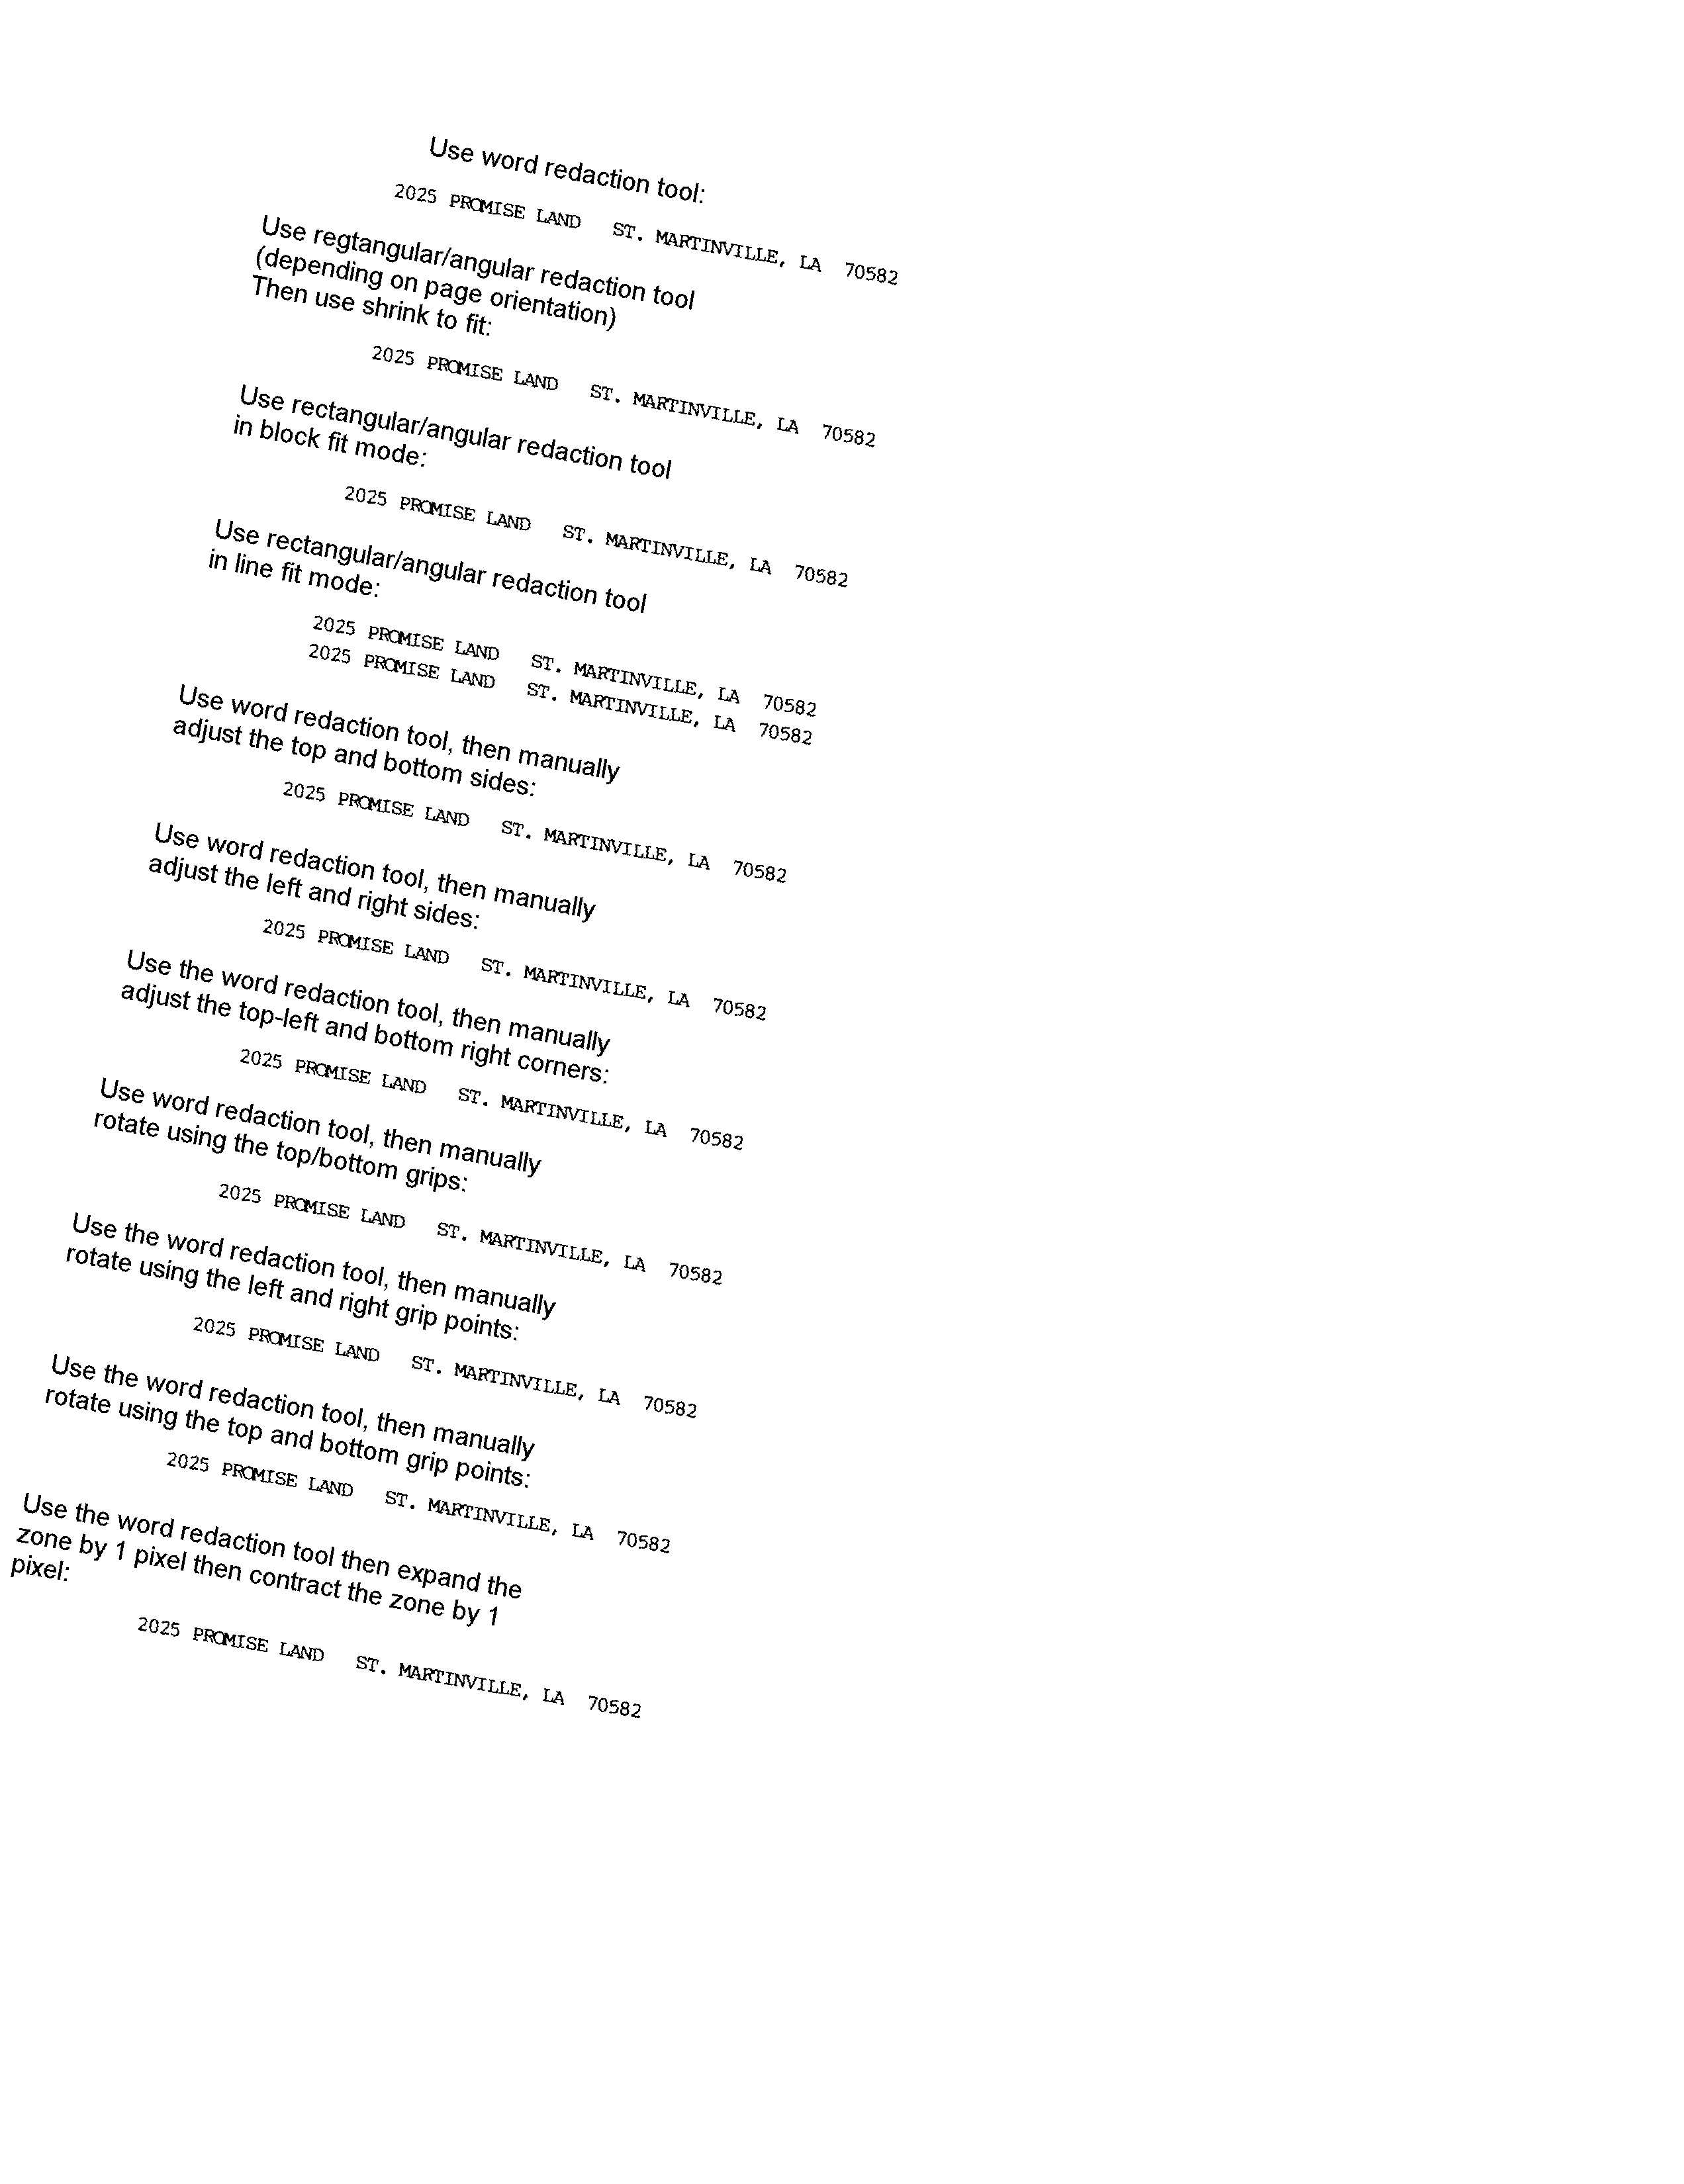 Use word redaction tool:
2025 PROMISE LAND   ST. MARTINVILLE, LA  70582
Use regtangular/angular redaction tool
(depending on page orientation)
Then use shrink to fit:
2025 PROMISE LAND   ST. MARTINVILLE, LA  70582
Use rectangular/angular redaction tool
in block fit mode:
2025 PROMISE LAND   ST. MARTINVILLE, LA  70582
Use rectangular/angular redaction tool
in line fit mode:
2025 PROMISE LAND   ST. MARTINVILLE, LA  70582
2025 PROMISE LAND   ST. MARTINVILLE, LA  70582
Use word redaction tool, then manually
adjust the top and bottom sides:
2025 PROMISE LAND   ST. MARTINVILLE, LA  70582
Use word redaction tool, then manually
adjust the left and right sides:
2025 PROMISE LAND   ST. MARTINVILLE, LA  70582
Use the word redaction tool, then manually
adjust the top-left and bottom right corners:
2025 PROMISE LAND   ST. MARTINVILLE, LA  70582
Use word redaction tool, then manually
rotate using the top/bottom grips:
2025 PROMISE LAND   ST. MARTINVILLE, LA  70582
Use the word redaction tool, then manually
rotate using the left and right grip points:
2025 PROMISE LAND   ST. MARTINVILLE, LA  70582
Use the word redaction tool, then manually
rotate using the top and bottom grip points:
2025 PROMISE LAND   ST. MARTINVILLE, LA  70582
Use the word redaction tool then expand the
zone by 1 pixel then contract the zone by 1
pixel:
2025 PROMISE LAND   ST. MARTINVILLE, LA  70582